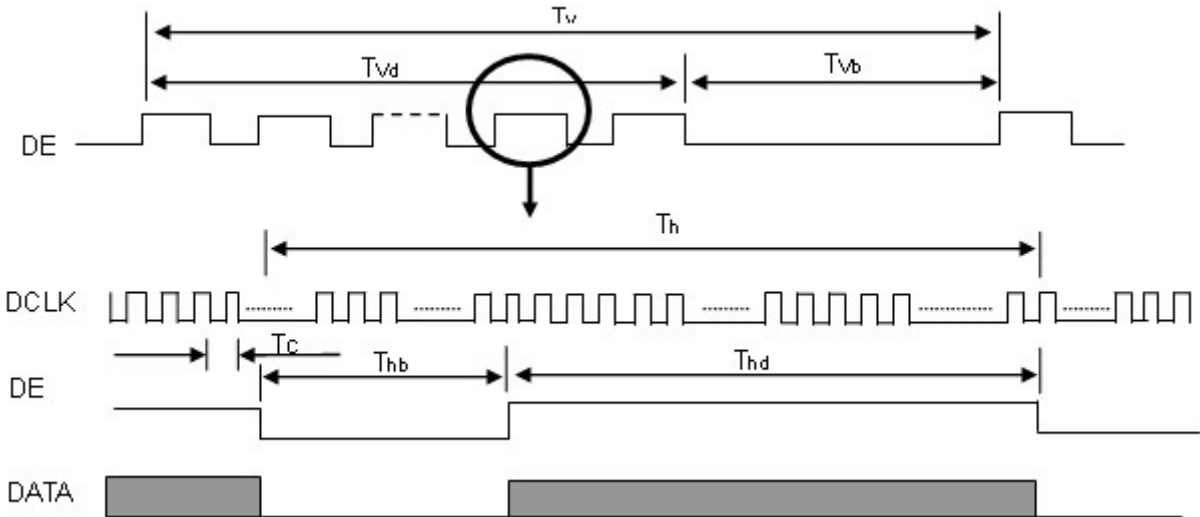 Tv
Tvd Tvb
DE
Th
DCLK
Tc
Thb Thd
DE
DATA